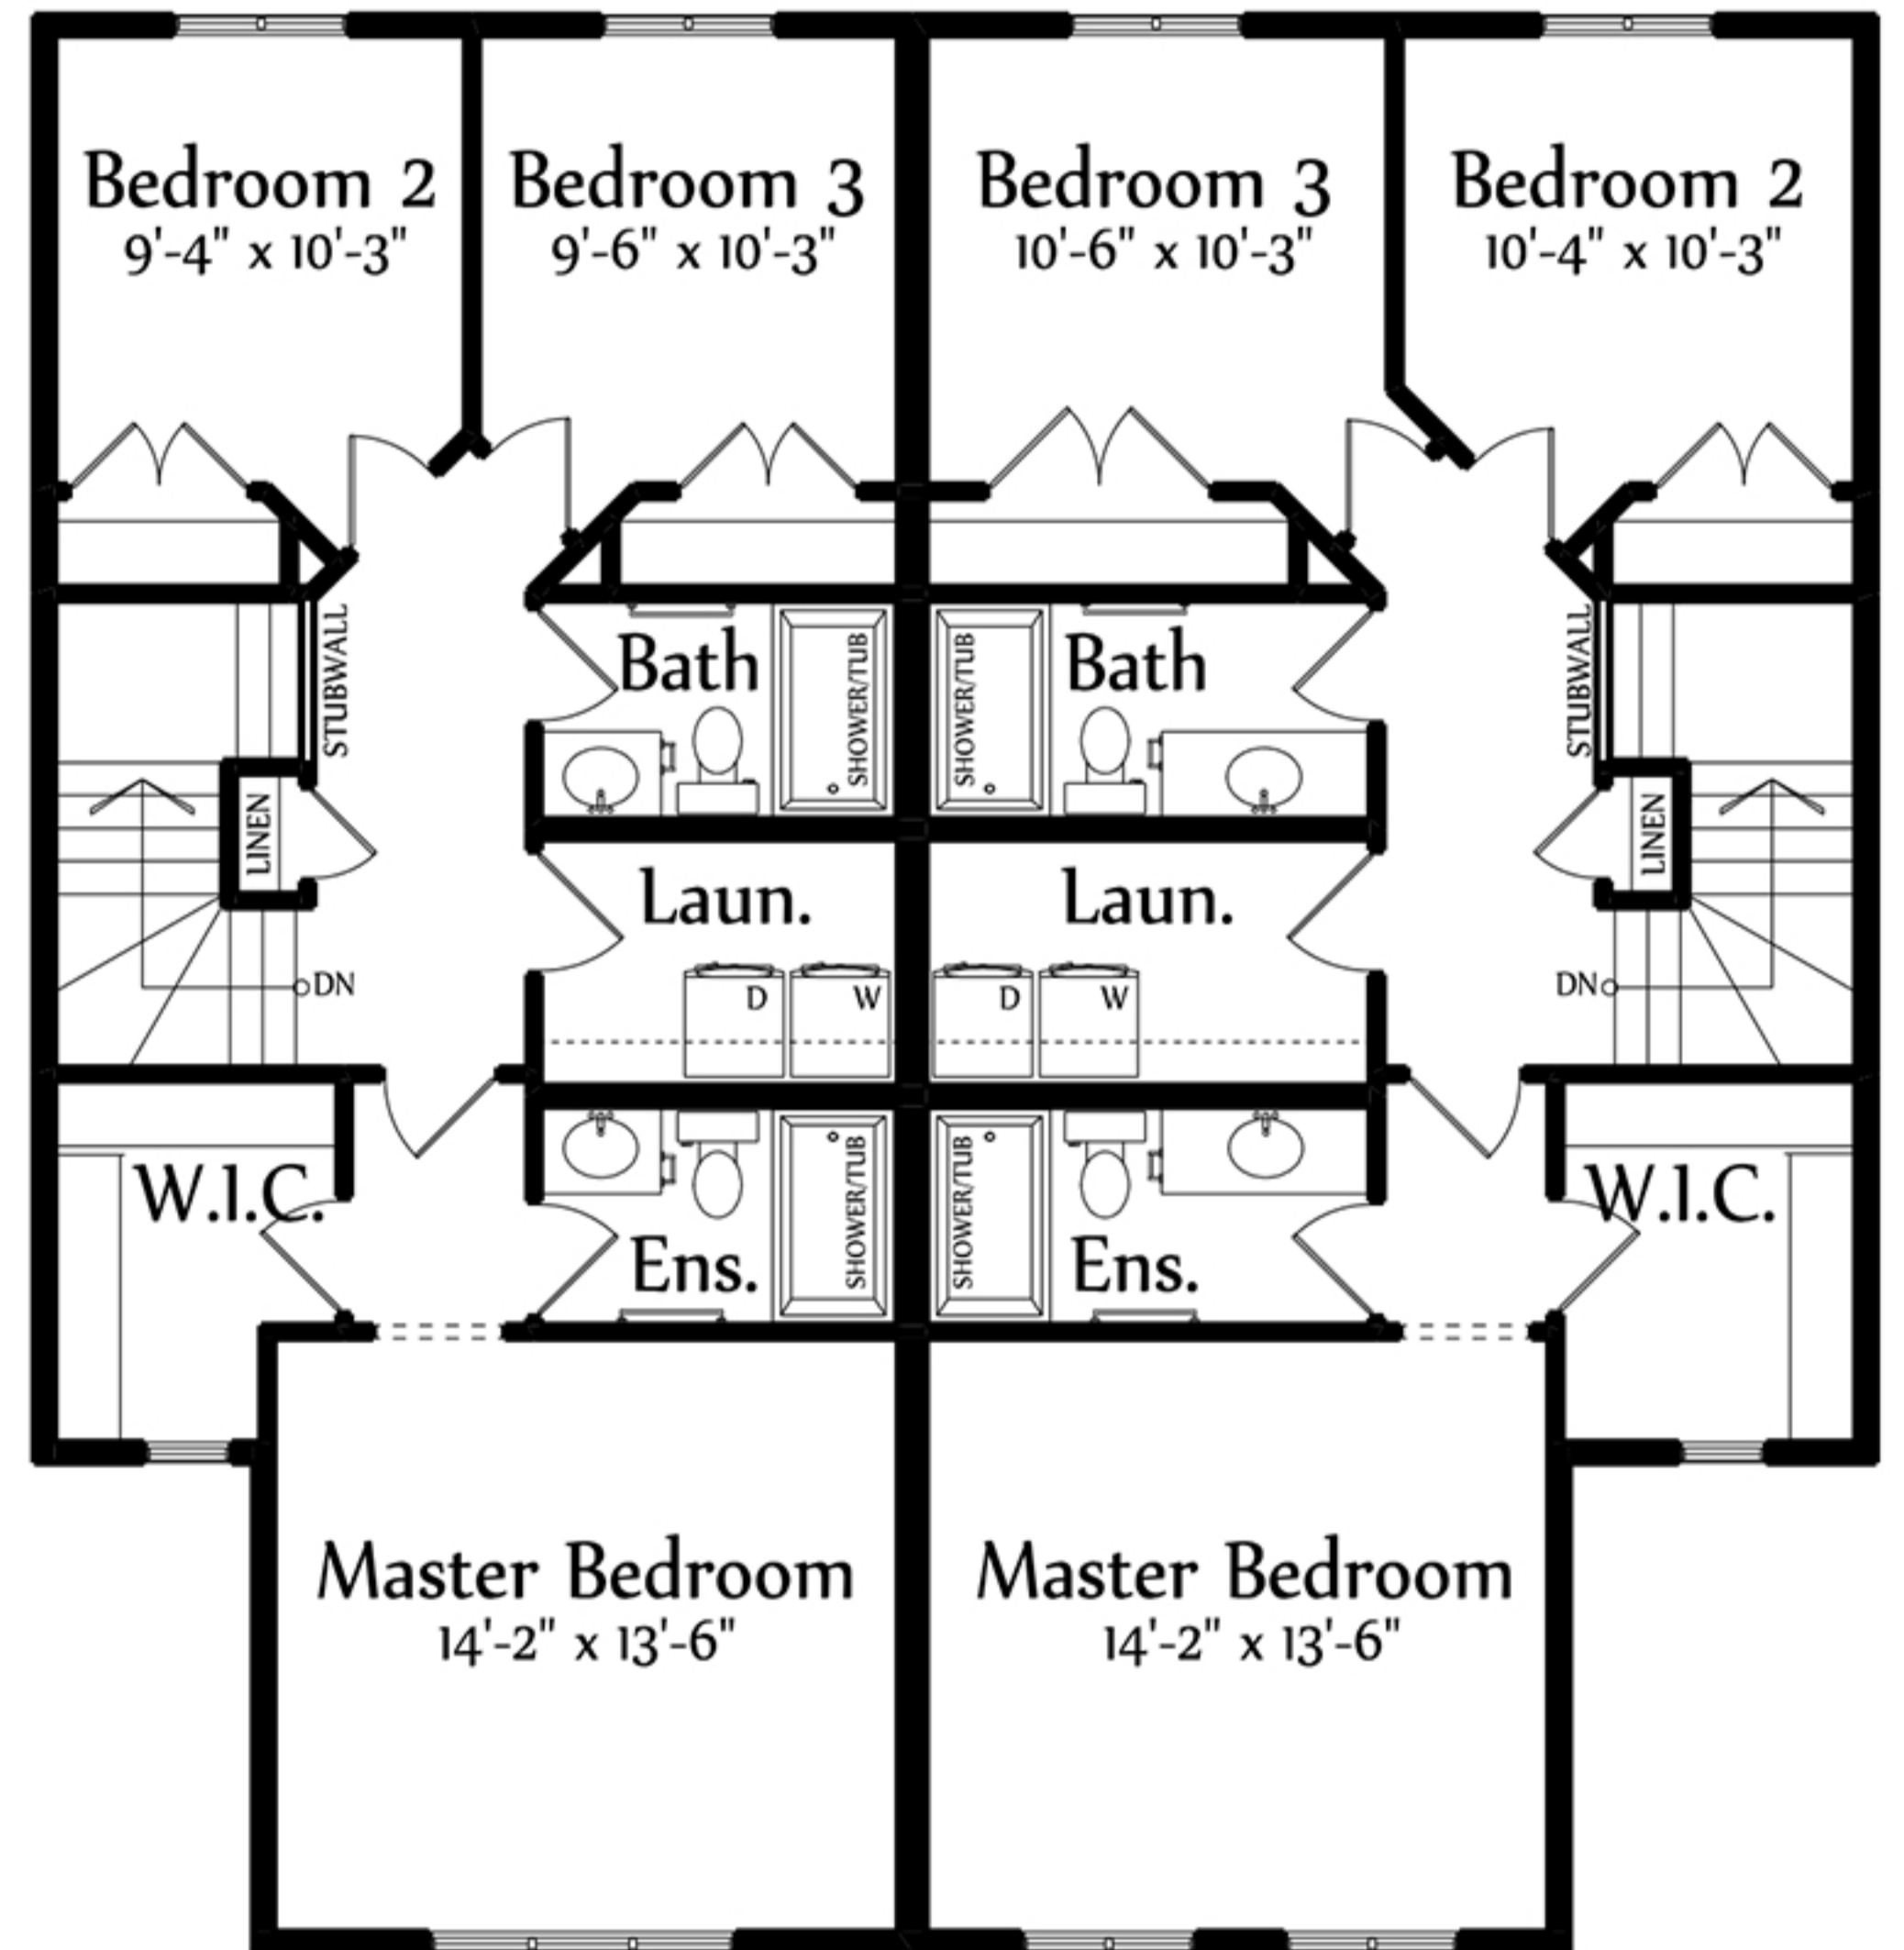 Bedroom 2
9'-4" x 10'-3"
Bedroom 3
9'-6" x 10'-3"
Bedroom 3
10'-6" x 10'-3"
Bedroom 2
10'-4" x 10'-3"
STUBWALL
Bath
SHOWER/TUB
SHOWER/TUB
Bath
STUBWALL
LINEN
LINEN
Laun.
Laun.
DN
D
W
D
W
DN
W.I.C.
Ens.
SHOWER/TUB
SHOWER/TUB
Ens.
W.I.C.
Master Bedroom
14'-2" x 13'-6"
Master Bedroom
14'-2" x 13'-6"